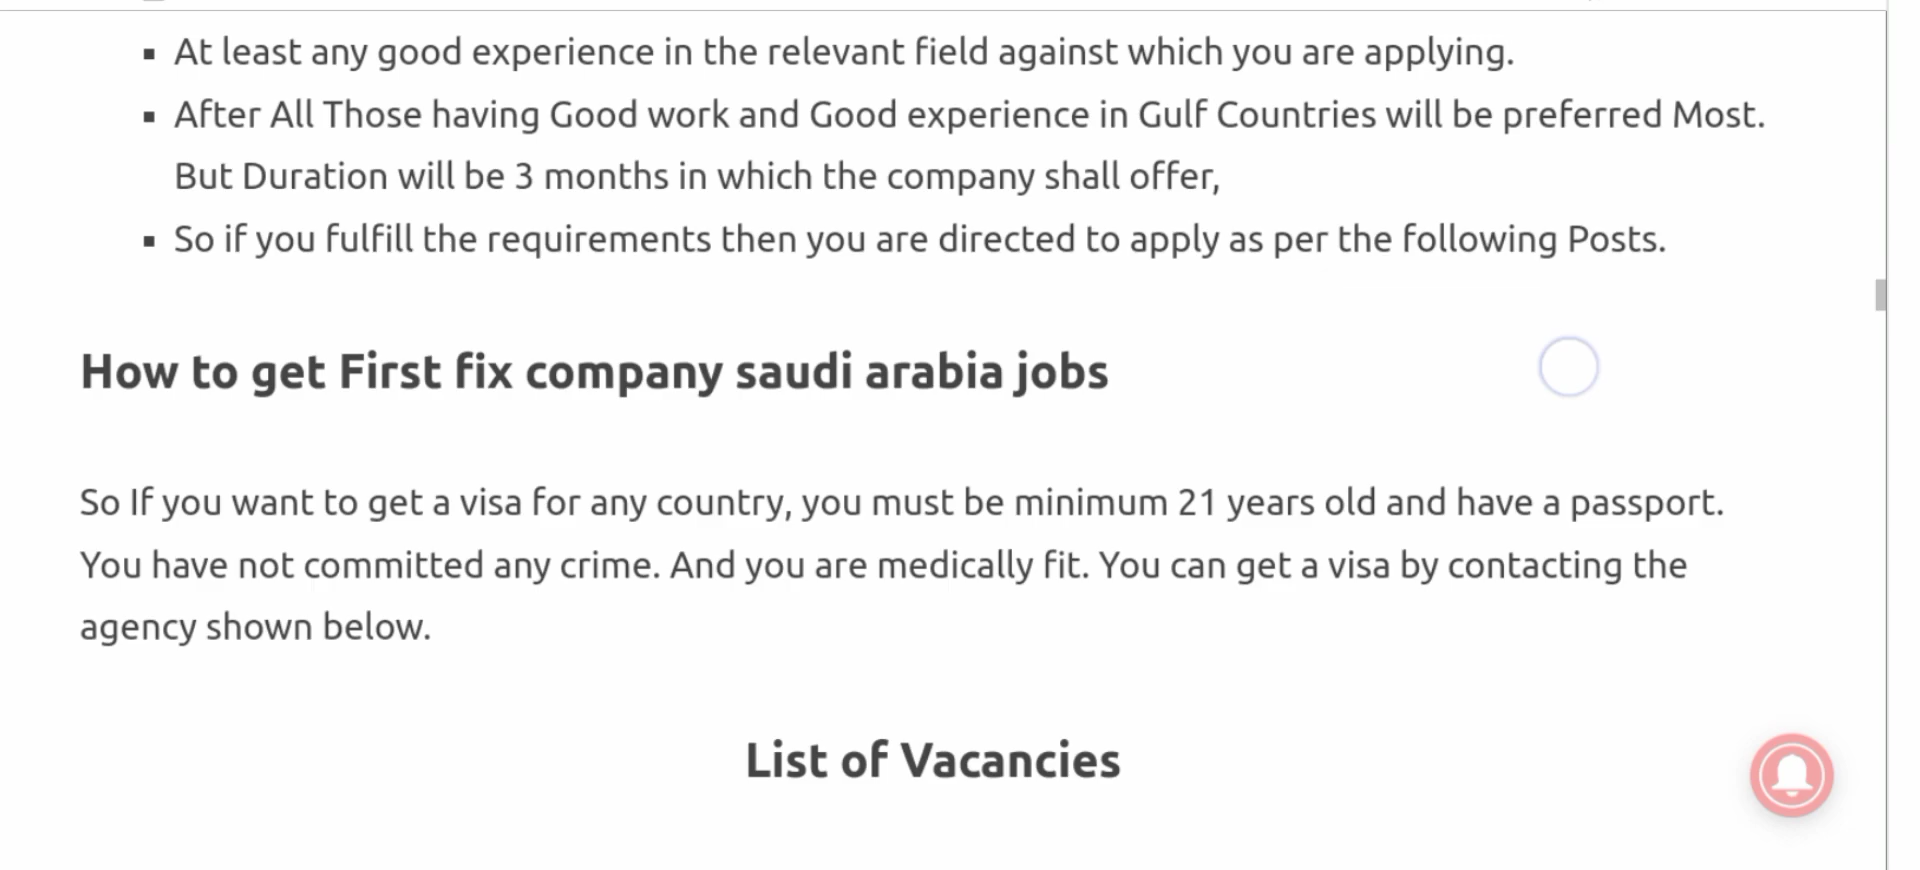 At least any good experience in the relevant field against which you are applying.
After All Those having Good work and Good experience in Gulf Countries will be preferred Most.
But Duration will be 3 months in which the company shall offer,
So if you fulfill the requirements then you are directed to apply as per the following Posts.
How to get First fix company saudi arabia jobs
So If you want to get a visa for any country, you must be minimum 21 years old and have a passport.
You have not committed any crime. And you are medically fit. You can get a visa by contacting the
agency shown below.
List of Vacancies